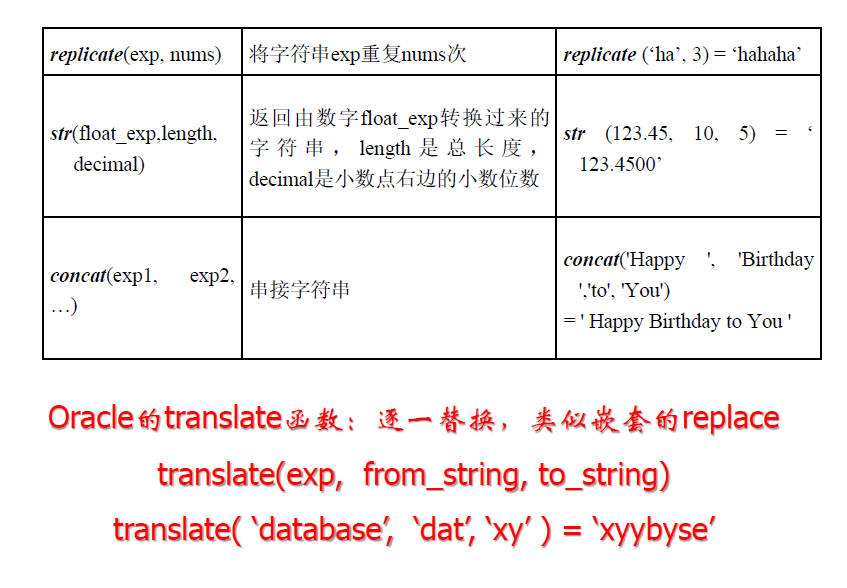 replicate(exp, nums)
将字符串exp重复nums次
replicate (‘ha’, 3) = ‘hahaha’
str(float_exp,length,
decimal)
返回由数字float_exp转换过来的
字符串，length是总长度，
decimal是小数点右边的小数位数
str (123.45, 10, 5) = ‘
123.4500’
concat(exp1, exp2,
…)
串接字符串
concat('Happy ', 'Birthday
','to', 'You')
= ' Happy Birthday to You '
Oracle的translate函数：逐一替换，类似嵌套的replace
translate(exp, from_string, to_string)
translate( ‘database’, ‘dat’, ‘xy’ ) = ‘xyybyse’